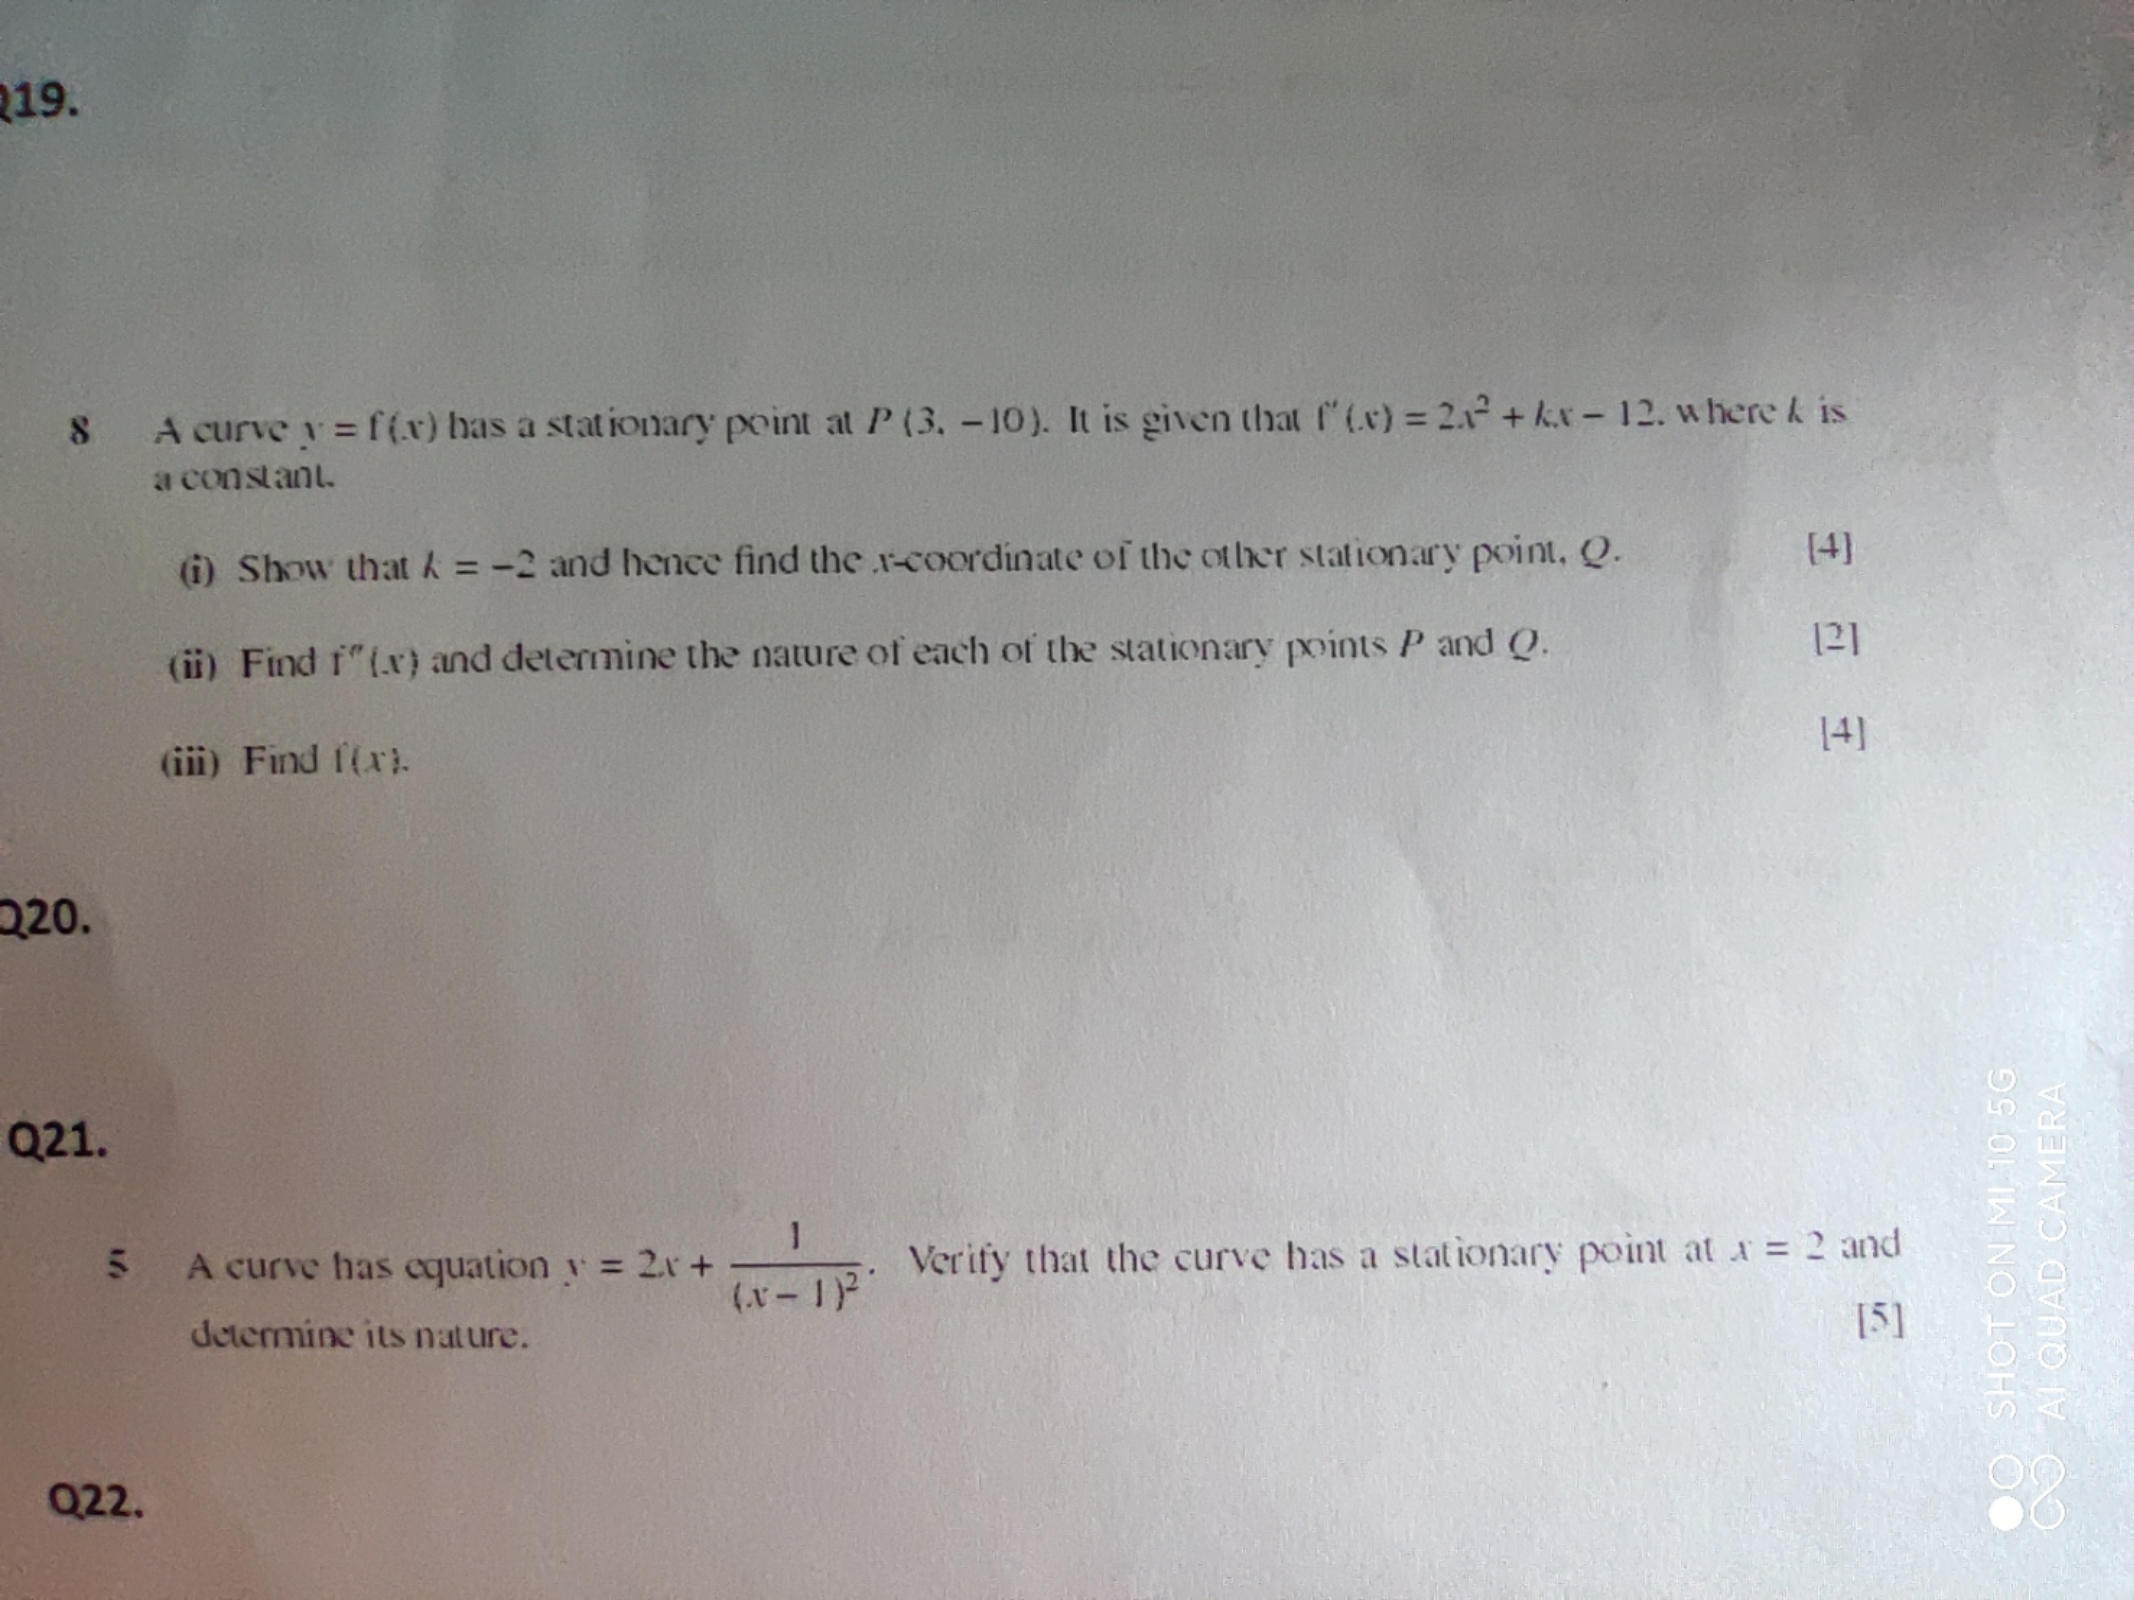 Q19.
8 A curve y = f(x) has a stationary point at P (3, −10). It is given that f′(x) = 2x² + kx − 12, where k is
a constant.
(i) Show that k = −2 and hence find the x-coordinate of the other stationary point, Q. [4]
(ii) Find f″(x) and determine the nature of each of the stationary points P and Q. [2]
(iii) Find f(x). [4]
Q20.
Q21.
5 A curve has equation y = 2x + 1/(x − 1)². Verify that the curve has a stationary point at x = 2 and
determine its nature. [5]
Q22.
SHOT ON MI 10 5G
AI QUAD CAMERA